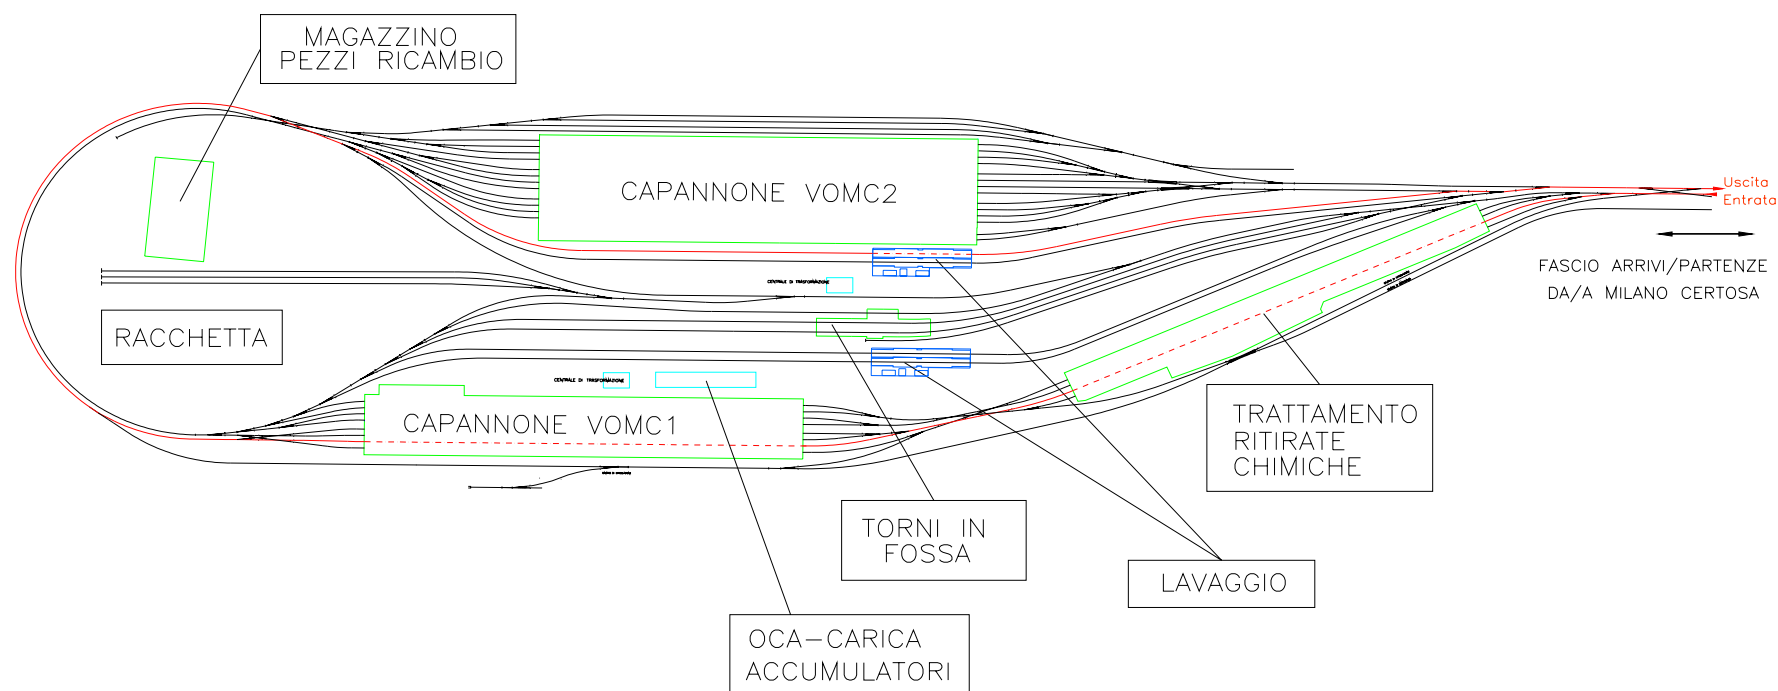 MAGAZZINO
PEZZI RICAMBIO
CAPANNONE VOMC2
Uscita
Entrata
FASCIO ARRIVI/PARTENZE
DA/A MILANO CERTOSA
CENTRALE DI TRASFORMAZIONE
RACCHETTA
CENTRALE DI TRASFORMAZIONE
CAPANNONE VOMC1
TRATTAMENTO
RITIRATE
CHIMICHE
TORNI IN
FOSSA
LAVAGGIO
OCA-CARICA
ACCUMULATORI